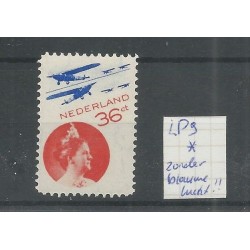 NEDERLAND
36ct
LP9
*
zonder
blauwe
lucht!!